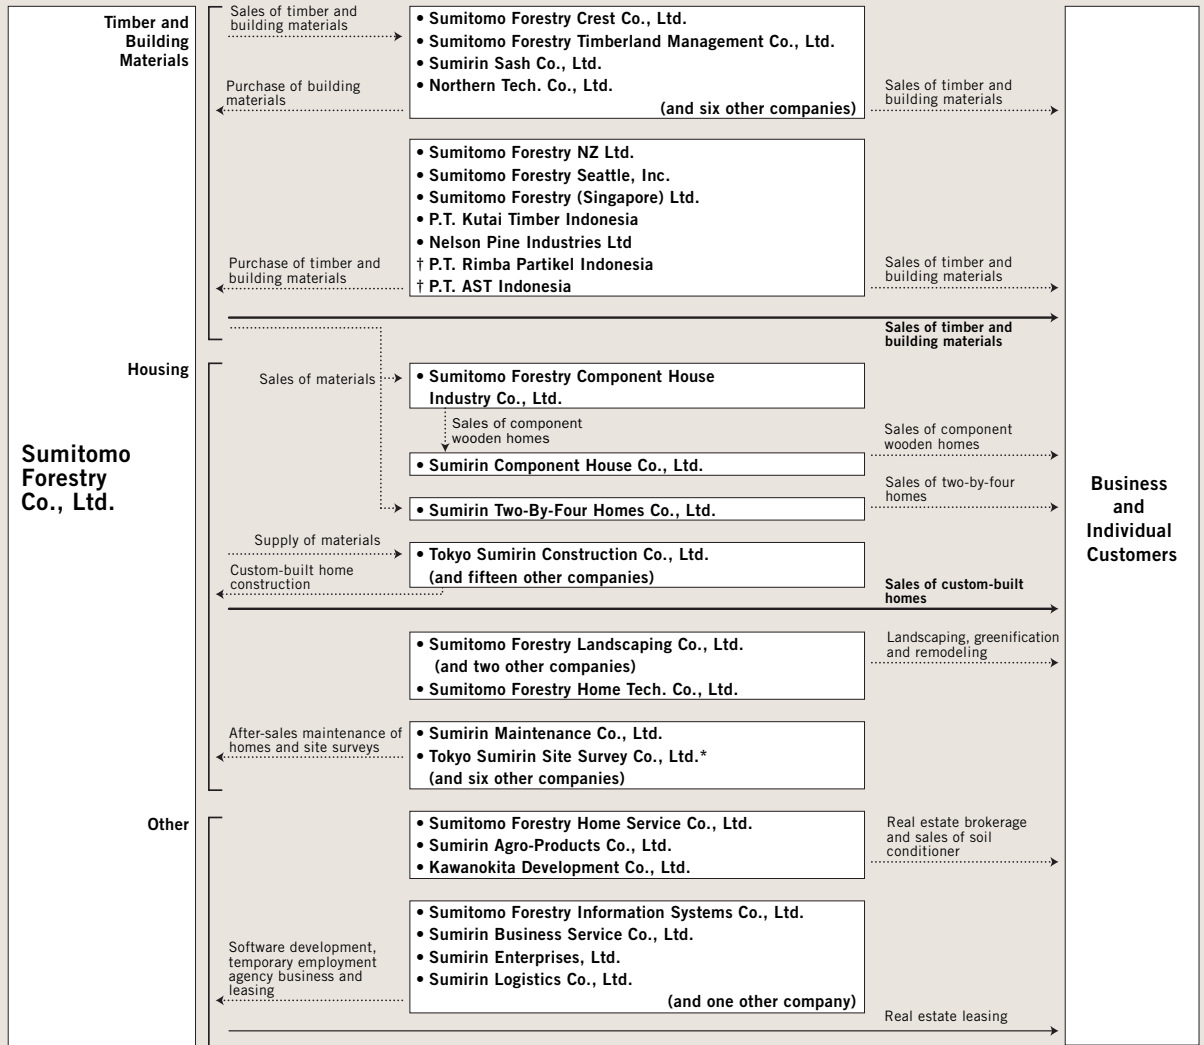 Timber and
Building
Materials
Sales of timber and
building materials
• Sumitomo Forestry Crest Co., Ltd.
• Sumitomo Forestry Timberland Management Co., Ltd.
• Sumirin Sash Co., Ltd.
• Northern Tech. Co., Ltd.
(and six other companies)
Purchase of building
materials
Sales of timber and
building materials
• Sumitomo Forestry NZ Ltd.
• Sumitomo Forestry Seattle, Inc.
• Sumitomo Forestry (Singapore) Ltd.
• P.T. Kutai Timber Indonesia
• Nelson Pine Industries Ltd
† P.T. Rimba Partikel Indonesia
† P.T. AST Indonesia
Purchase of timber and
building materials
Sales of timber and
building materials
Sales of timber and
building materials
Housing
Sales of materials
• Sumitomo Forestry Component House
Industry Co., Ltd.
Sales of component
wooden homes
• Sumirin Component House Co., Ltd.
Sales of component
wooden homes
• Sumirin Two-By-Four Homes Co., Ltd.
Sales of two-by-four
homes
Sumitomo
Forestry
Co., Ltd.
Business
and
Individual
Customers
Supply of materials
• Tokyo Sumirin Construction Co., Ltd.
(and fifteen other companies)
Custom-built home
construction
Sales of custom-built
homes
• Sumitomo Forestry Landscaping Co., Ltd.
(and two other companies)
• Sumitomo Forestry Home Tech. Co., Ltd.
Landscaping, greenification
and remodeling
After-sales maintenance of
homes and site surveys
• Sumirin Maintenance Co., Ltd.
• Tokyo Sumirin Site Survey Co., Ltd.*
(and six other companies)
Other
• Sumitomo Forestry Home Service Co., Ltd.
• Sumirin Agro-Products Co., Ltd.
• Kawanokita Development Co., Ltd.
Real estate brokerage
and sales of soil
conditioner
• Sumitomo Forestry Information Systems Co., Ltd.
• Sumirin Business Service Co., Ltd.
• Sumirin Enterprises, Ltd.
• Sumirin Logistics Co., Ltd.
(and one other company)
Software development,
temporary employment
agency business and
leasing
Real estate leasing